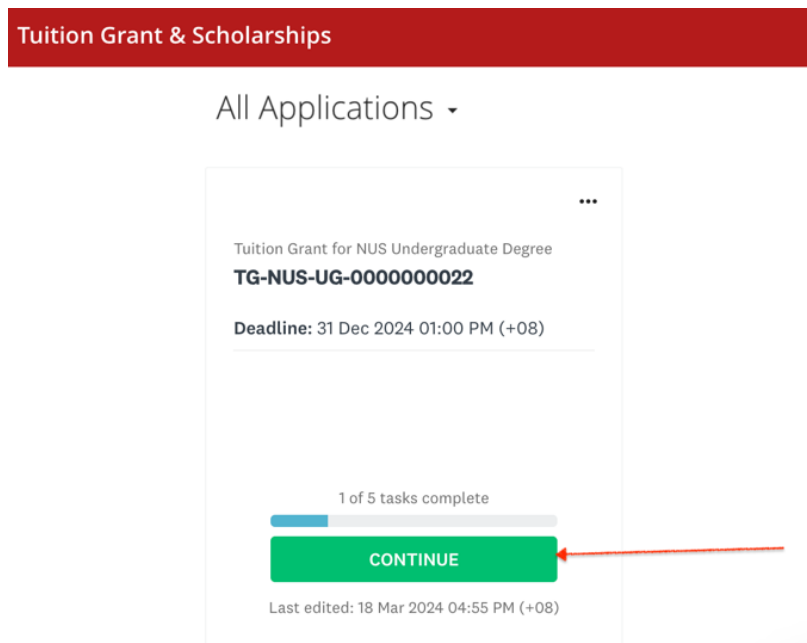 Tuition Grant & Scholarships
All Applications
Tuition Grant for NUS Undergraduate Degree
TG-NUS-UG-0000000022
Deadline: 31 Dec 2024 01:00 PM (+08)
1 of 5 tasks complete
CONTINUE
Last edited: 18 Mar 2024 04:55 PM (+08)